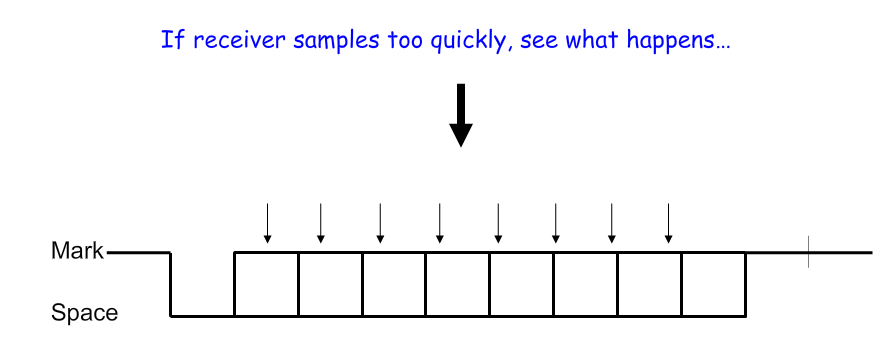 If receiver samples too quickly, see what happens…
Mark
Space